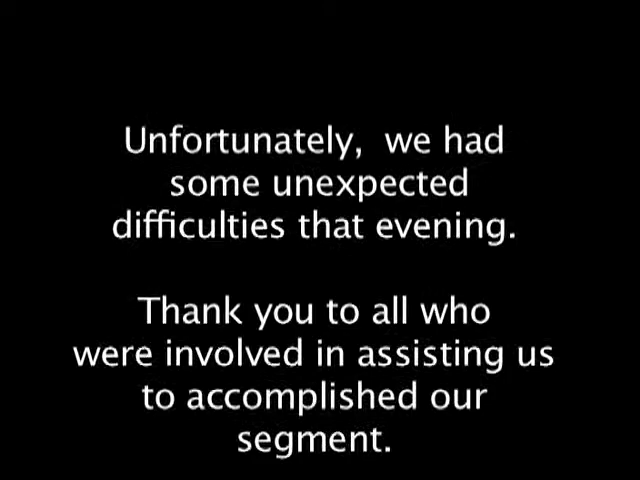 Unfortunately,  we had
some unexpected
difficulties that evening.
Thank you to all who
were involved in assisting us
to accomplished our
segment.